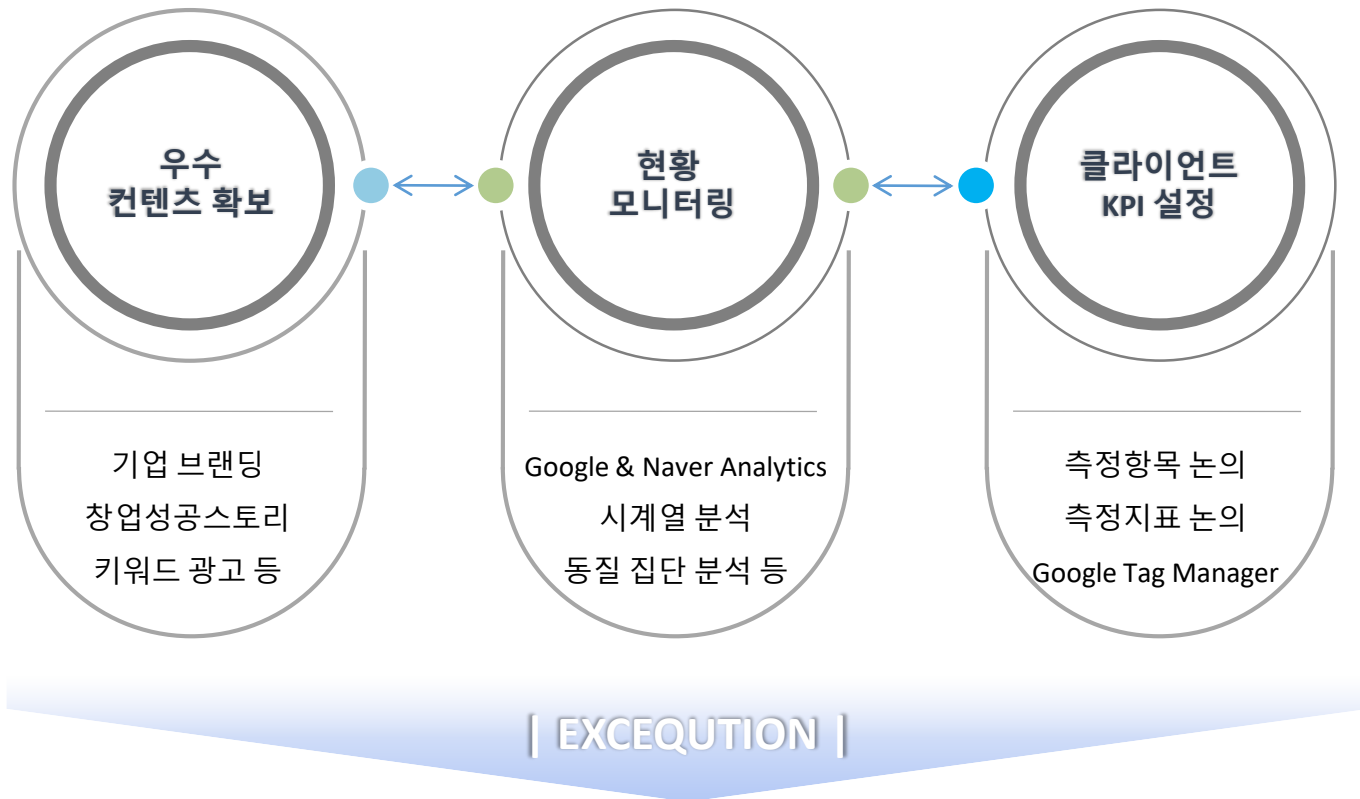 우수
컨텐츠 확보
기업 브랜딩
창업성공스토리
키워드 광고 등
현황
모니터링
Google & Naver Analytics
시계열 분석
동질 집단 분석 등
클라이언트
KPI 설정
측정항목 논의
측정지표 논의
Google Tag Manager
| EXCEQUTION |